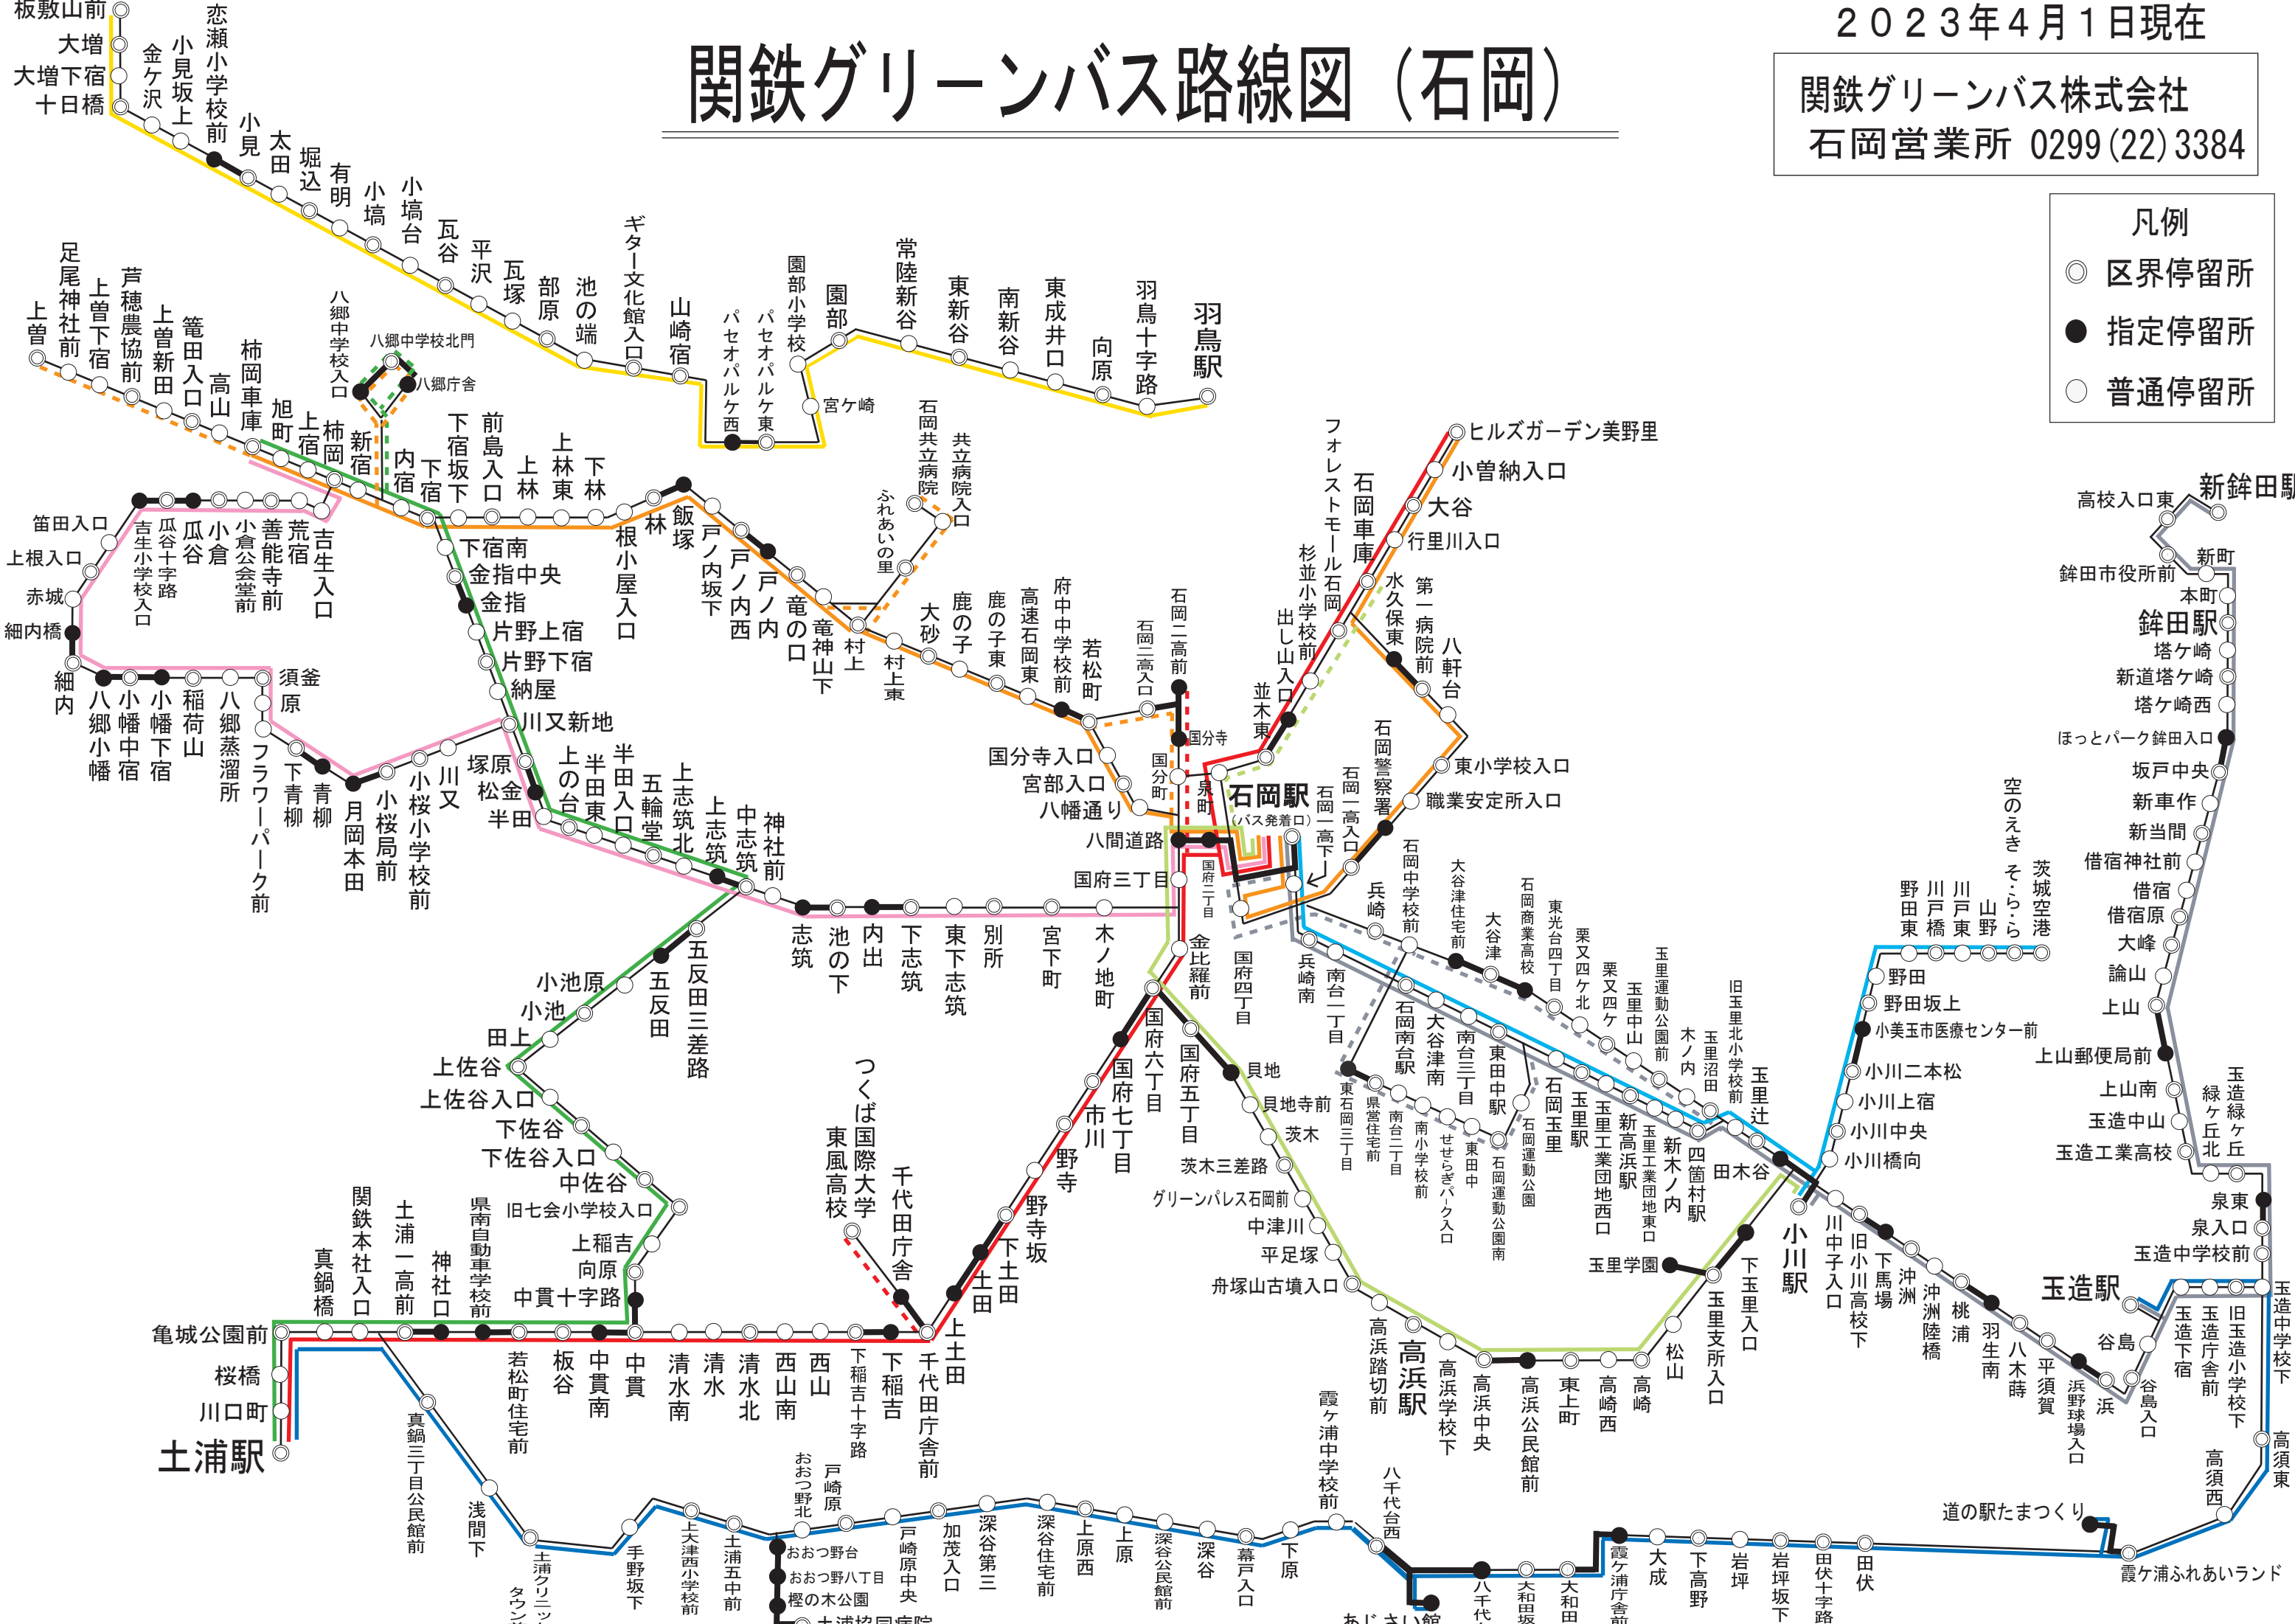 関鉄グリーンバス路線図（石岡）
２０２３年４月１日現在
関鉄グリーンバス株式会社
石岡営業所 0299(22)3384
凡例
区界停留所
指定停留所
普通停留所
板敷山前
大増
大増下宿
十日橋
金ケ沢
小見坂上
恋瀬小学校前
小見
太田
堀込
有明
小塙
小塙台
瓦谷
平沢
瓦塚
部原
池の端
ギター文化館入口
山崎宿
パセオパルケ西
パセオパルケ東
園部小学校
宮ケ崎
園部
常陸新谷
東新谷
南新谷
東成井口
向原
羽鳥十字路
羽鳥駅
上曽
足尾神社前
上曽下宿
芦穂農協前
上曽新田
篭田入口
高山
柿岡車庫
旭町
上宿
柿岡
新宿
八郷中学校入口
八郷中学校北門
八郷庁舎
内宿
下宿
下宿坂下
前島入口
上林
上林東
下林
根小屋入口
林
飯塚
戸ノ内坂下
戸ノ内西
戸ノ内
竜の口
竜神山下
村上
ふれあいの里
石岡共立病院
共立病院入口
村上東
大砂
鹿の子
鹿の子東
高速石岡東
府中中学校前
若松町
石岡二高入口
石岡二高前
国分寺
国分町
国分寺入口
宮部入口
八幡通り
八間道路
国府三丁目
国府二丁目
泉町
石岡駅
(バス発着口)
並木東
出し山入口
杉並小学校前
フォレストモール石岡
石岡車庫
行里川入口
大谷
小曽納入口
ヒルズガーデン美野里
水久保東
第一病院前
八軒台
東小学校入口
職業安定所入口
石岡警察署
石岡一高入口
石岡一高下
国府四丁目
笛田入口
上根入口
赤城
細内橋
細内
吉生小学校入口
瓜谷十字路
瓜谷
小倉
小倉公会堂前
善能寺前
荒宿
吉生入口
八郷小幡
小幡中宿
小幡下宿
稲荷山
八郷蒸溜所
須釜
原
フラワーパーク前
下青柳
青柳
月岡本田
小桜局前
小桜小学校前
川又
川又新地
下宿南
金指中央
金指
片野上宿
片野下宿
納屋
塚原
松金
半田
上の台
半田東
半田入口
五輪堂
上志筑北
上志筑
中志筑
神社前
志筑
池の下
内出
下志筑
東下志筑
別所
宮下町
木ノ地町
五反田三差路
五反田
小池原
小池
田上
上佐谷
上佐谷入口
下佐谷
下佐谷入口
中佐谷
旧七会小学校入口
上稲吉
向原
中貫十字路
金比羅前
国府六丁目
国府七丁目
市川
野寺
野寺坂
下土田
土田
上土田
千代田庁舎前
千代田庁舎
つくば国際大学
東風高校
下稲吉
下稲吉十字路
西山
西山南
清水北
清水
清水南
中貫
中貫南
板谷
若松町住宅前
県南自動車学校前
神社口
土浦一高前
関鉄本社入口
真鍋橋
亀城公園前
桜橋
川口町
土浦駅
国府五丁目
貝地
貝地寺前
茨木
茨木三差路
グリーンパレス石岡前
中津川
平足塚
舟塚山古墳入口
高浜踏切前
高浜駅
高浜学校下
高浜中央
高浜公民館前
東上町
高崎西
高崎
松山
玉里支所入口
玉里学園
下玉里入口
兵崎
石岡中学校前
大谷津住宅前
大谷津
石岡商業高校
東光台四丁目
栗又四ケ北
栗又四ケ
玉里中山
玉里運動公園前
木ノ内
玉里沼田
旧玉里北小学校前
玉里辻
兵崎南
南台一丁目
石岡南台駅
大谷津南
南台三丁目
東田中駅
石岡玉里
玉里駅
玉里工業団地西口
新高浜駅
玉里工業団地東口
新木ノ内
四箇村駅
田木谷
東石岡三丁目
県営住宅前
南台二丁目
南小学校前
せせらぎパーク入口
東田中
石岡運動公園南
石岡運動公園
小川駅
小川橋向
小川中央
小川上宿
小川二本松
小美玉市医療センター前
野田坂上
野田
野田東
川戸橋
川戸東
山野
空のえき そ・ら・ら
茨城空港
川中子入口
旧小川高校下
下馬場
沖洲
沖洲陸橋
桃浦
羽生南
八木蒔
平須賀
浜野球場入口
浜
谷島入口
谷島
玉造駅
玉造下宿
玉造庁舎前
旧玉造小学校下
玉造中学校下
玉造中学校前
泉入口
泉東
玉造緑ヶ丘
緑ヶ丘北
玉造工業高校
玉造中山
上山南
上山郵便局前
上山
論山
大峰
借宿原
借宿
借宿神社前
新当間
新車作
坂戸中央
ほっとパーク鉾田入口
塔ケ崎西
新道塔ケ崎
塔ケ崎
鉾田駅
本町
新町
鉾田市役所前
高校入口東
新鉾田駅
高須東
高須西
霞ケ浦ふれあいランド
道の駅たまつくり
田伏
田伏十字路
岩坪坂下
岩坪
下高野
大成
霞ケ浦庁舎前
大和田
八千代台西
あじさい館
霞ヶ浦中学校前
下原
幕戸入口
深谷
深谷公民館前
上原
上原西
深谷住宅前
深谷第三
加茂入口
戸崎原中央
戸崎原
おおつ野北
おおつ野台
おおつ野八丁目
樫の木公園
土浦協同病院
土浦五中前
上大津西小学校前
手野坂下
土浦クリニック
浅間下
真鍋三丁目公民館前